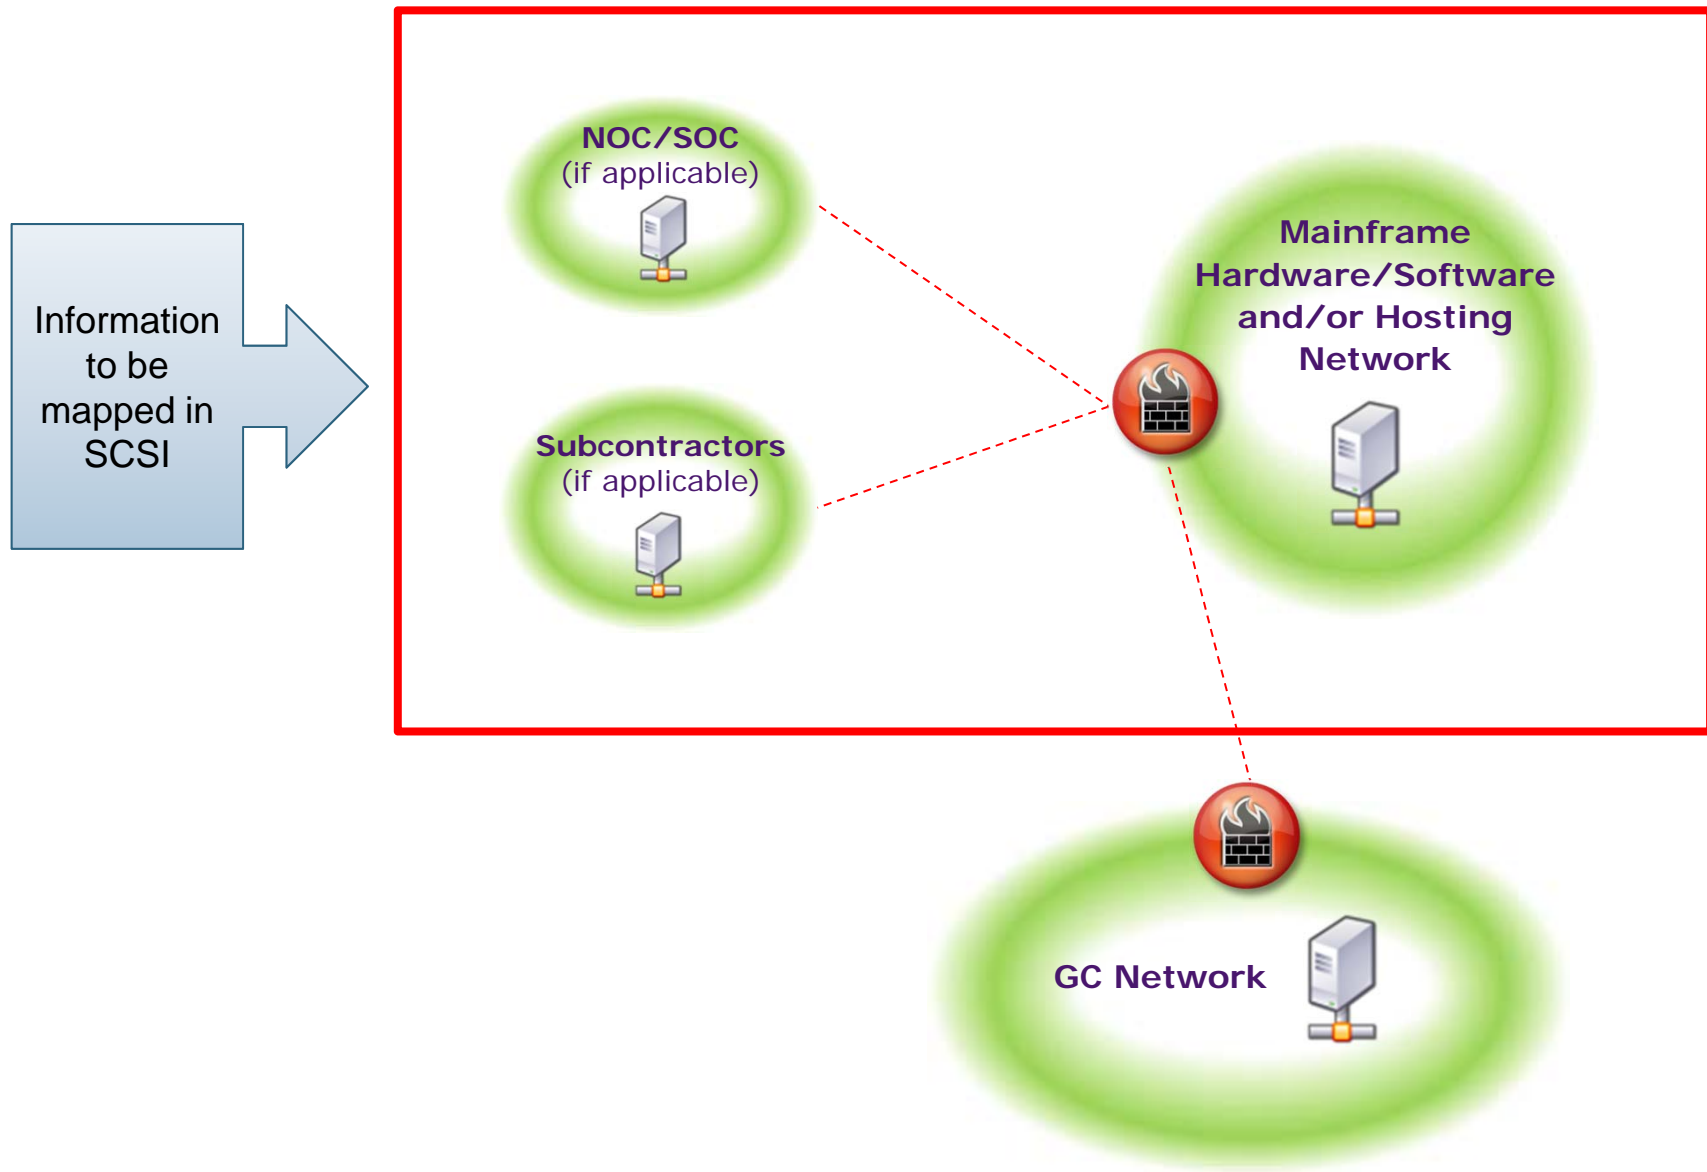 Information
to be
mapped in
SCSI
NOC/SOC
(if applicable)
Subcontractors
(if applicable)
Mainframe
Hardware/Software
and/or Hosting
Network
GC Network